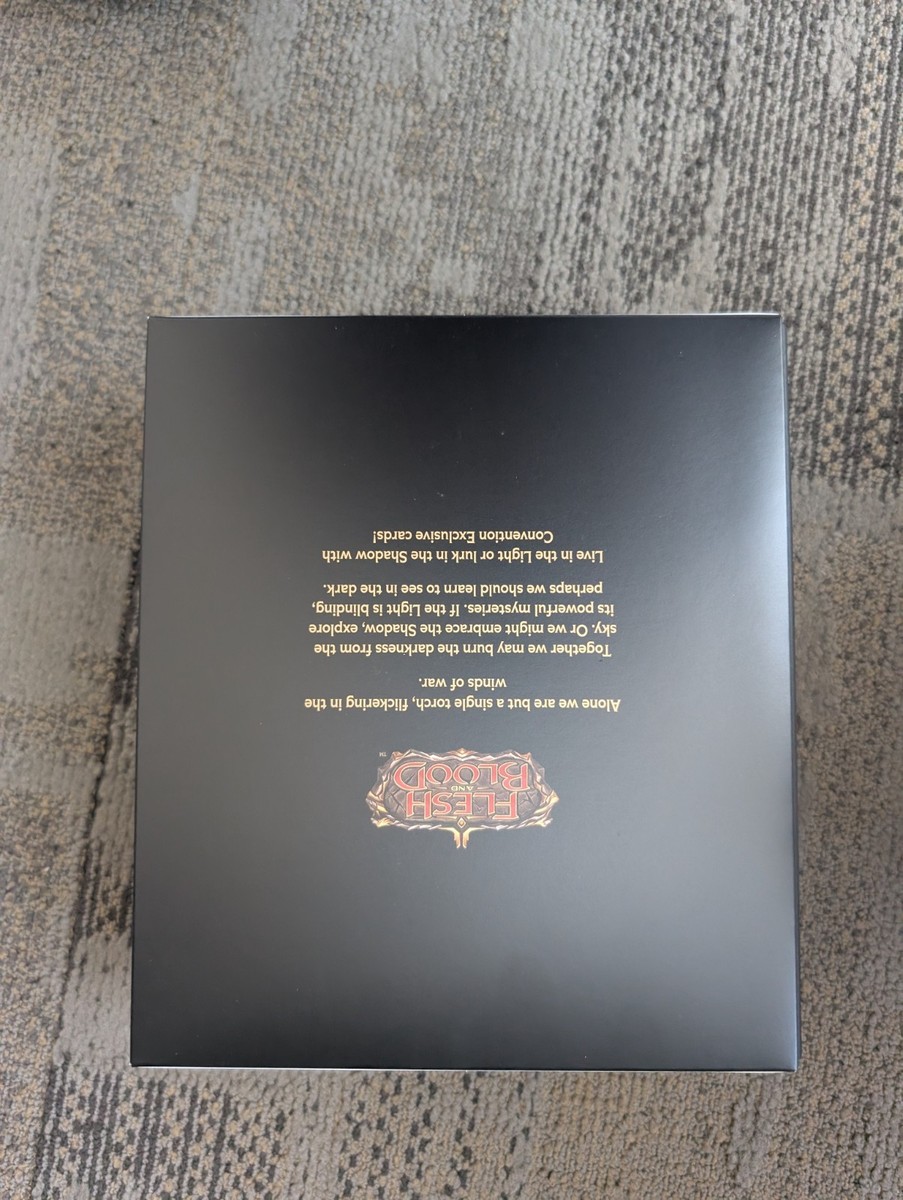 FLESH
AND
BLOOD
TM
Alone we are but a single torch, flickering in the
winds of war.
Together we may burn the darkness from the
sky. Or we might embrace the Shadow, explore
its powerful mysteries. If the Light is blinding,
perhaps we should learn to see in the dark.
Live in the Light or lurk in the Shadow with
Convention Exclusive cards!